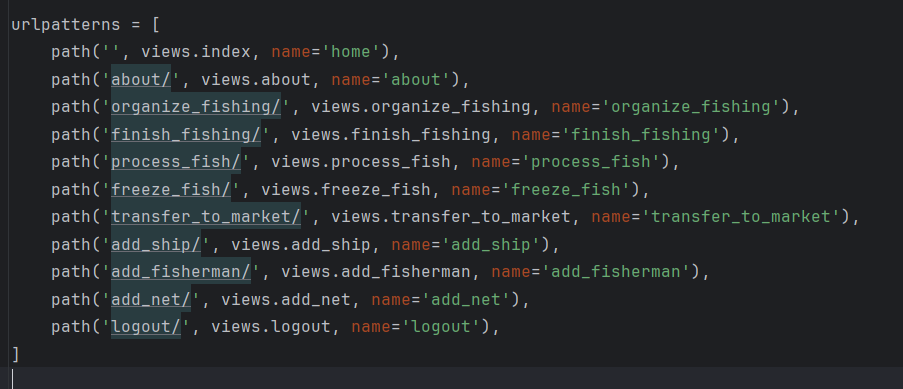 urlpatterns = [
    path('', views.index, name='home'),
    path('about/', views.about, name='about'),
    path('organize_fishing/', views.organize_fishing, name='organize_fishing'),
    path('finish_fishing/', views.finish_fishing, name='finish_fishing'),
    path('process_fish/', views.process_fish, name='process_fish'),
    path('freeze_fish/', views.freeze_fish, name='freeze_fish'),
    path('transfer_to_market/', views.transfer_to_market, name='transfer_to_market'),
    path('add_ship/', views.add_ship, name='add_ship'),
    path('add_fisherman/', views.add_fisherman, name='add_fisherman'),
    path('add_net/', views.add_net, name='add_net'),
    path('logout/', views.logout, name='logout'),
]